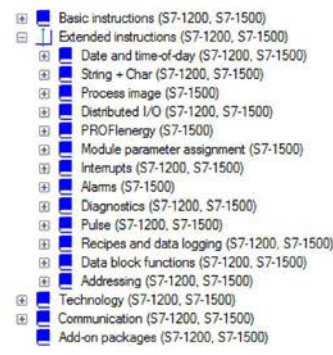 Basic instructions (S7-1200, S7-1500)
Extended instructions (S7-1200, S7-1500)
Date and time-of-day (S7-1200, S7-1500)
String + Char (S7-1200, S7-1500)
Process image (S7-1500)
Distributed I/O (S7-1200, S7-1500)
PROFIenergy (S7-1200, S7-1500)
Module parameter assignment (S7-1200, S7-1500)
Interrupts (S7-1200, S7-1500)
Alarms (S7-1500)
Diagnostics (S7-1200, S7-1500)
Pulse (S7-1200, S7-1500)
Recipes and data logging (S7-1200, S7-1500)
Data block functions (S7-1200, S7-1500)
Addressing (S7-1200, S7-1500)
Technology (S7-1200, S7-1500)
Communication (S7-1200, S7-1500)
Add-on packages (S7-1200, S7-1500)